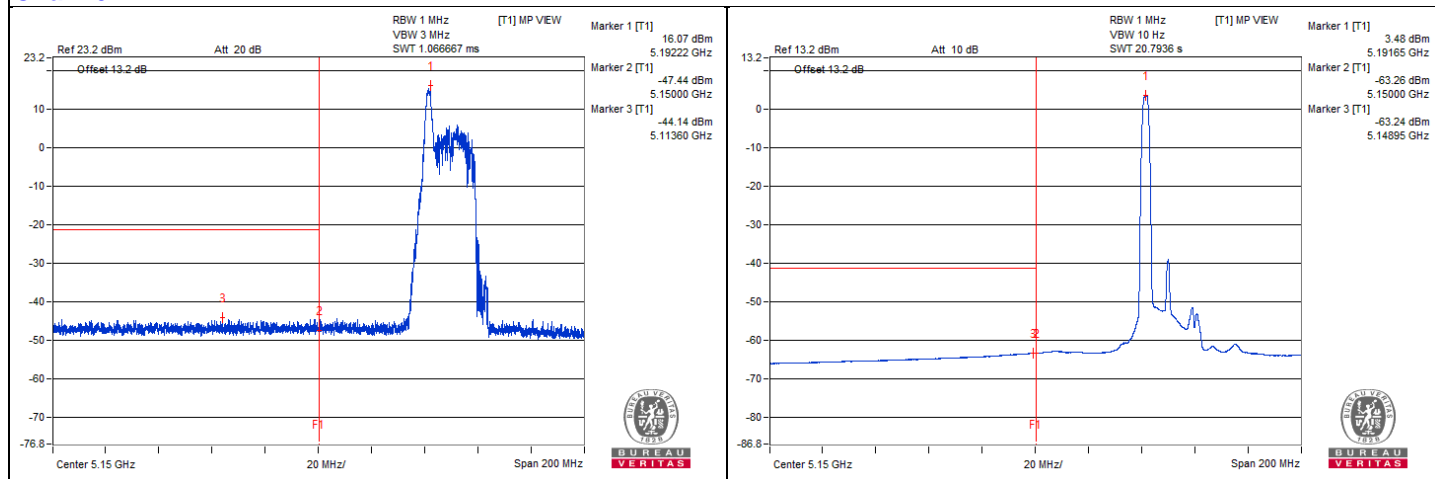 RBW 1 MHz [T1] MP VIEW
VBW 3 MHz
Ref 23.2 dBm Att 20 dB SWT 1.066667 ms
Marker 1 [T1]
16.07 dBm
5.19222 GHz
Marker 2 [T1]
-47.44 dBm
5.15000 GHz
Marker 3 [T1]
-44.14 dBm
5.11360 GHz
23.2
Offset 13.2 dB
1
10
0
-10
-20
-30
-40
3
2
-50
-60
-70
F1
-76.8
Center 5.15 GHz 20 MHz/ Span 200 MHz
BUREAU VERITAS
1828
BUREAU
VERITAS
RBW 1 MHz [T1] MP VIEW
VBW 10 Hz
Ref 13.2 dBm Att 10 dB SWT 20.7936 s
Marker 1 [T1]
3.48 dBm
5.19165 GHz
Marker 2 [T1]
-63.26 dBm
5.15000 GHz
Marker 3 [T1]
-63.24 dBm
5.14895 GHz
13.2
Offset 13.2 dB
1
0
-10
-20
-30
-40
-50
32
-60
-70
-80
F1
-86.8
Center 5.15 GHz 20 MHz/ Span 200 MHz
BUREAU VERITAS
1828
BUREAU
VERITAS